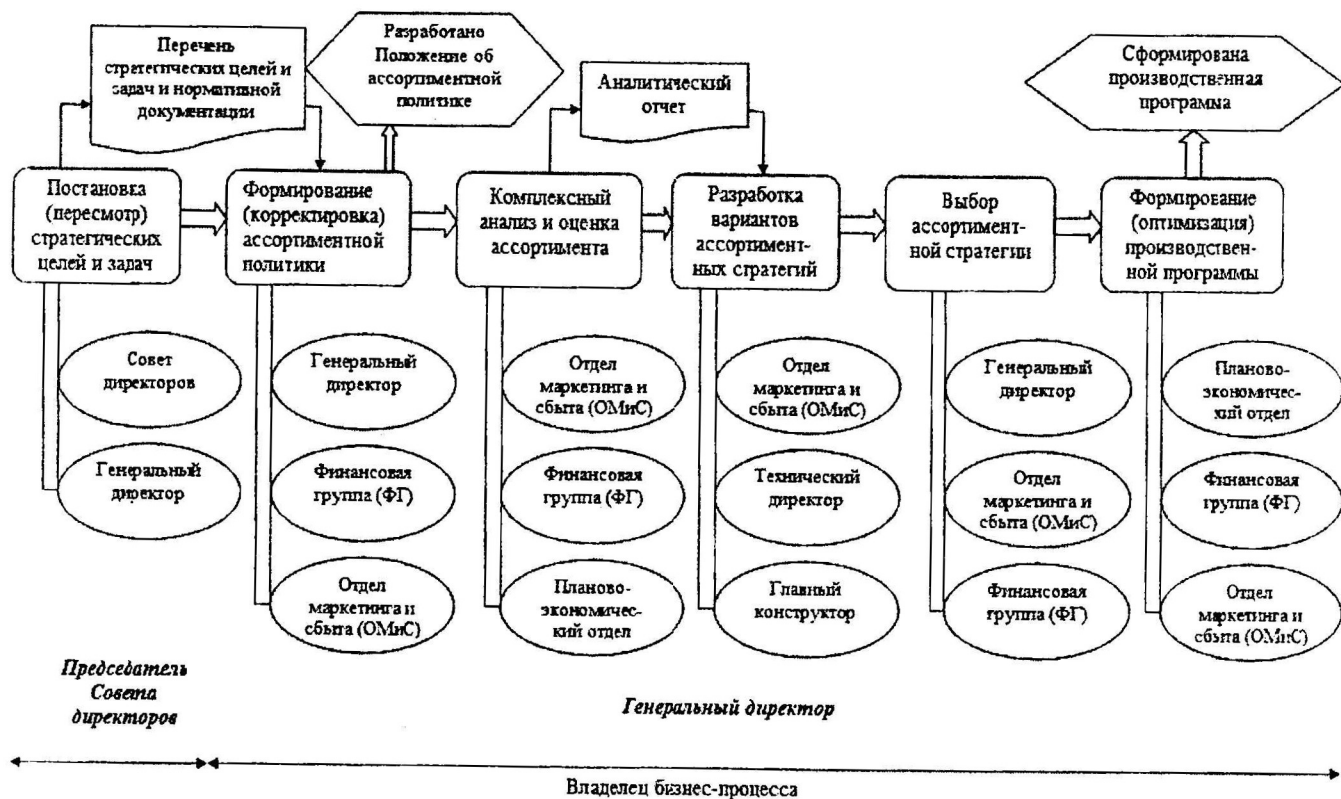 Перечень
стратегических целей и
задач и нормативной
документации
Разработано
Положение об
ассортиментной
политике
Аналитический
отчет
Сформирована
производственная
программа
Постановка
(пересмотр)
стратегических
целей и задач
Формирование
(корректировка)
ассортиментной
политики
Комплексный
анализ и оценка
ассортимента
Разработка
вариантов
ассортимент-
ных стратегий
Выбор
ассортимент-
ной стратегии
Формирование
(оптимизация)
производствен-
ной программы
Совет
директоров
Генеральный
директор
Генеральный
директор
Финансовая
группа (ФГ)
Отдел
маркетинга и
сбыта (ОМиС)
Отдел
маркетинга и
сбыта (ОМиС)
Финансовая
группа (ФГ)
Планово-
экономичес-
кий отдел
Отдел
маркетинга и
сбыта (ОМиС)
Технический
директор
Главный
конструктор
Генеральный
директор
Отдел
маркетинга и
сбыта (ОМиС)
Финансовая
группа (ФГ)
Планово-
экономичес-
кий отдел
Финансовая
группа (ФГ)
Отдел
маркетинга и
сбыта (ОМиС)
Председатель
Совета
директоров
Генеральный директор
Владелец бизнес-процесса